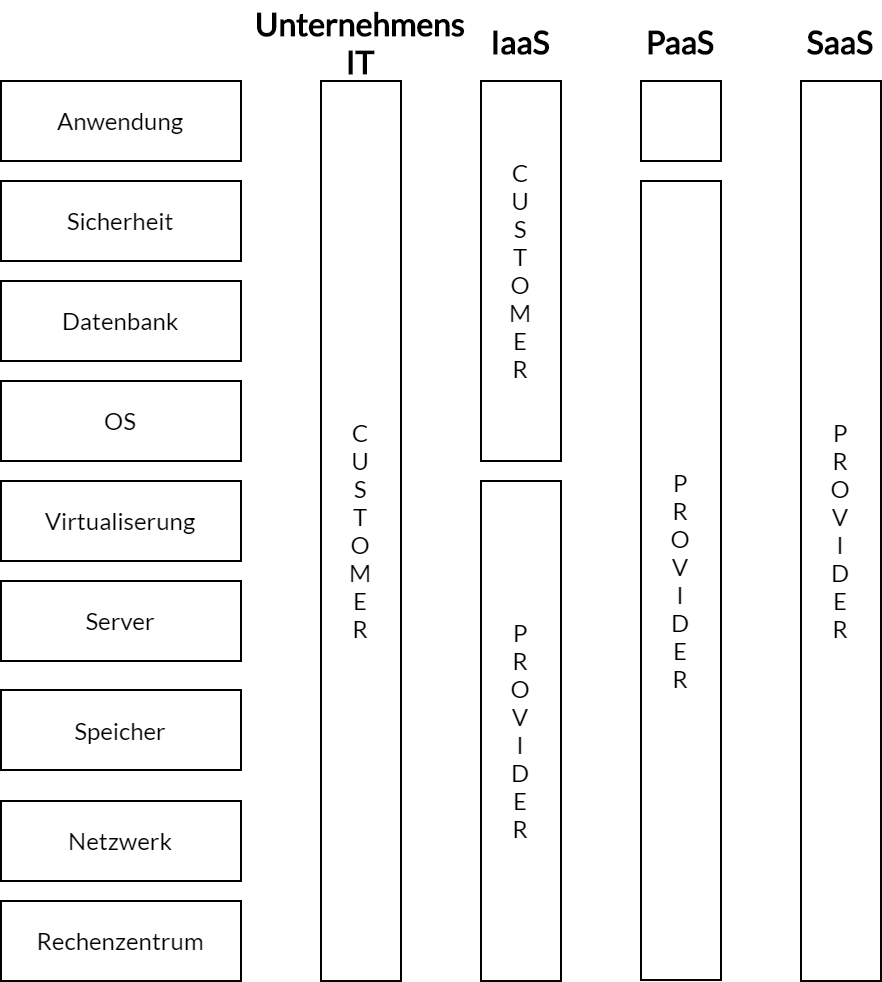 Unternehmens
IT
IaaS
PaaS
SaaS
Anwendung
Sicherheit
Datenbank
OS
Virtualiserung
Server
Speicher
Netzwerk
Rechenzentrum
CUSTOMER
CUSTOMER
PROVIDER
PROVIDER
PROVIDER